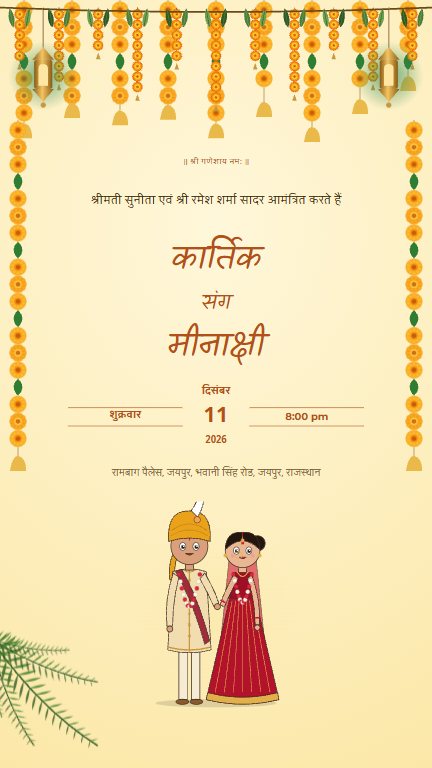 ॥ श्री गणेशाय नमः ॥
श्रीमती सुनीता एवं श्री रमेश शर्मा सादर आमंत्रित करते हैं
कार्तिक
संग
मीनाक्षी
दिसंबर
शुक्रवार 11 8:00 pm
2026
रामबाग पैलेस, जयपुर, भवानी सिंह रोड, जयपुर, राजस्थान